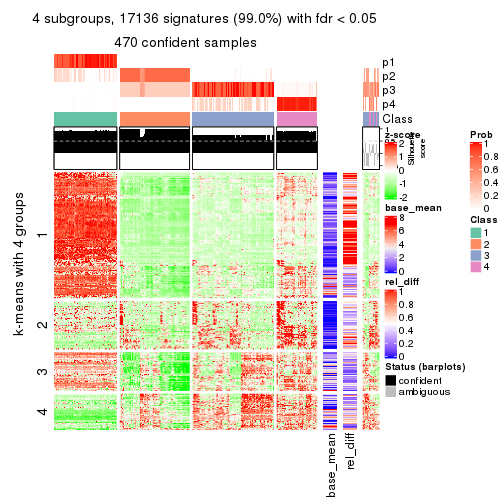 4 subgroups, 17136 signatures (99.0%) with fdr < 0.05
470 confident samples
p1
p2
p3
p4
Class
1
Silhouette
score
z-score
2
1
0
-1
-2
base_mean
8
6
4
2
0
rel_diff
1
0.8
0.6
0.4
0.2
0
Status (barplots)
confident
ambiguous
Prob
1
0.8
0.6
0.4
0.2
0
Class
1
2
3
4
k-means with 4 groups
1
2
3
4
base_mean
rel_diff